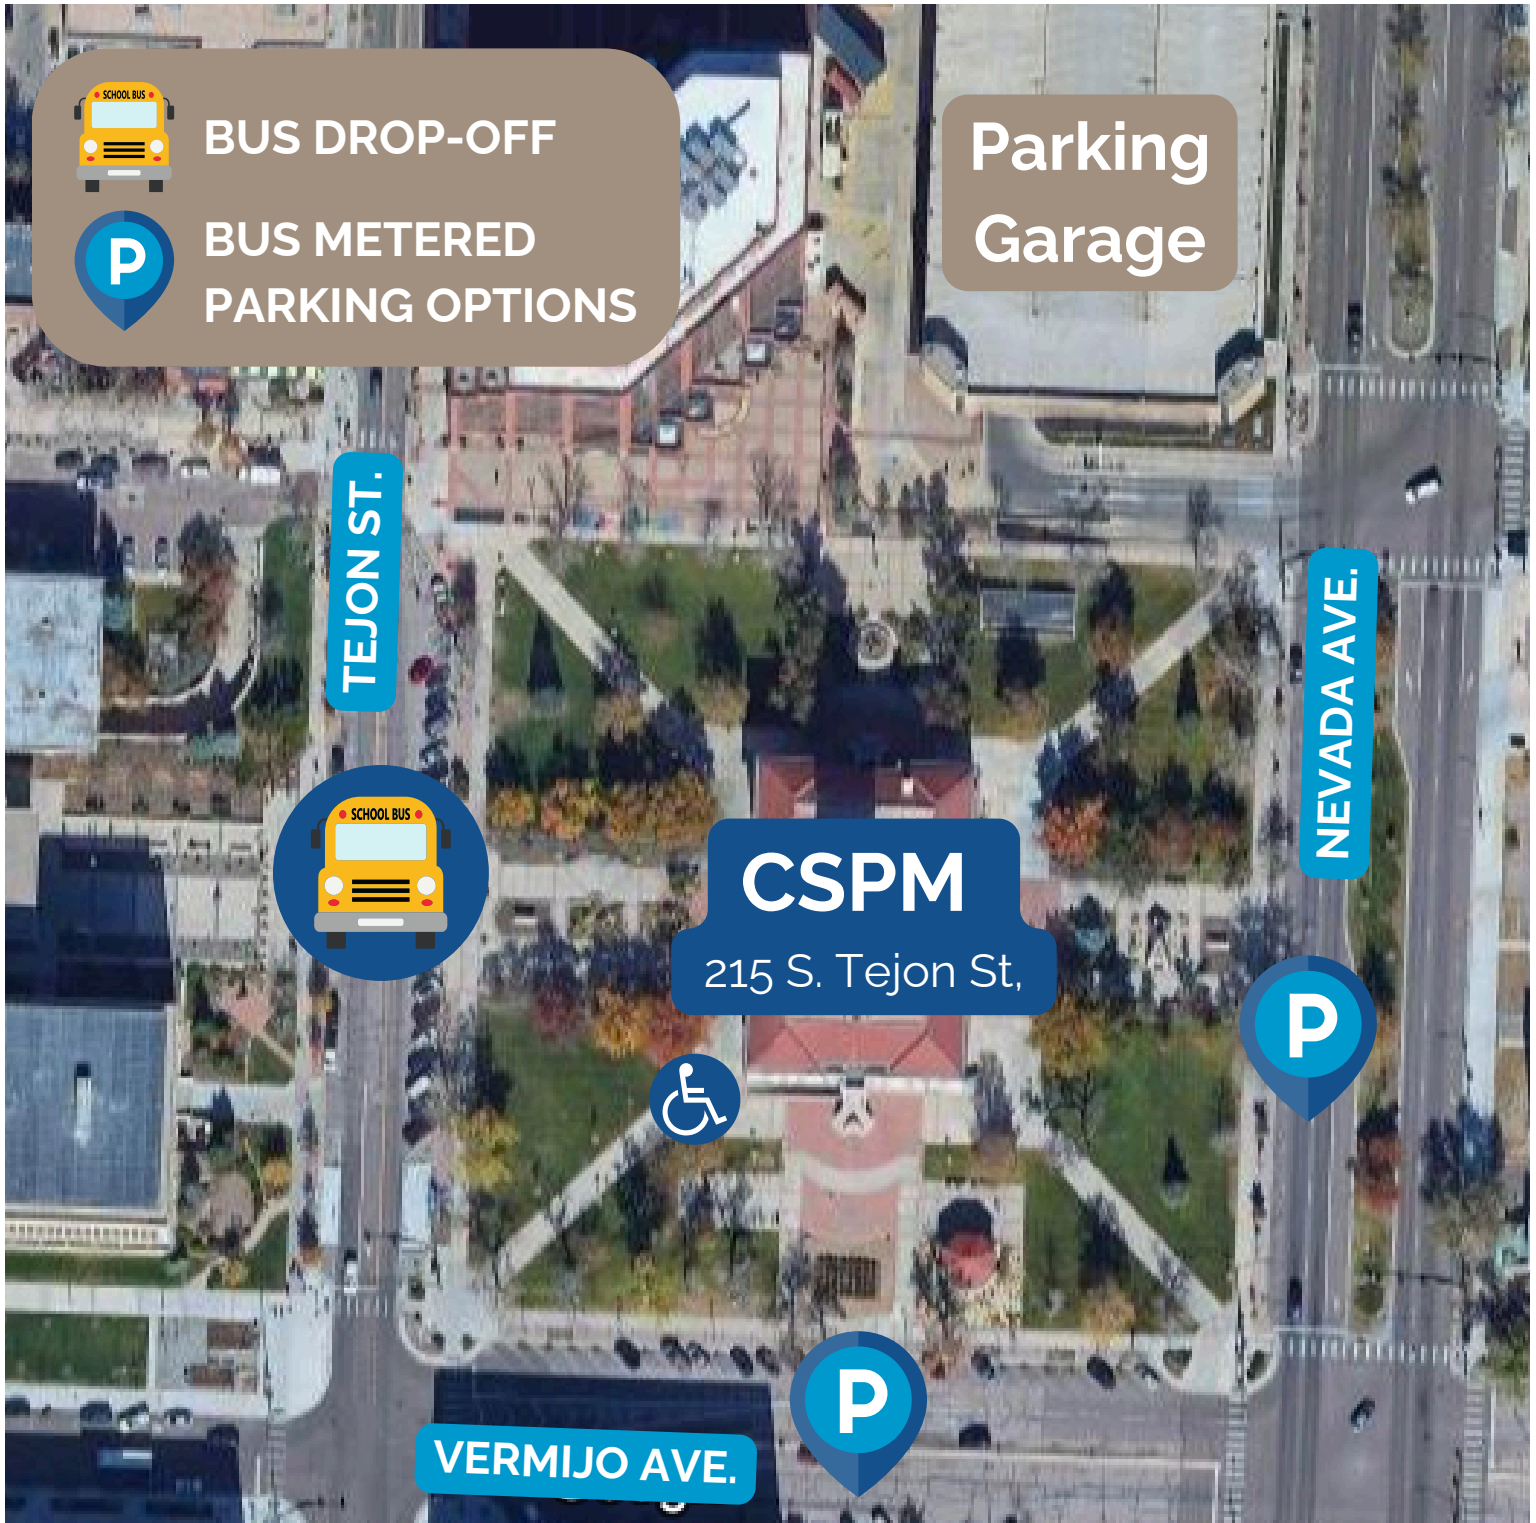 SCHOOL BUS
BUS DROP-OFF
P
BUS METERED
PARKING OPTIONS
Parking
Garage
TEJON ST.
NEVADA AVE.
SCHOOL BUS
CSPM
215 S. Tejon St,
P
P
VERMIJO AVE.